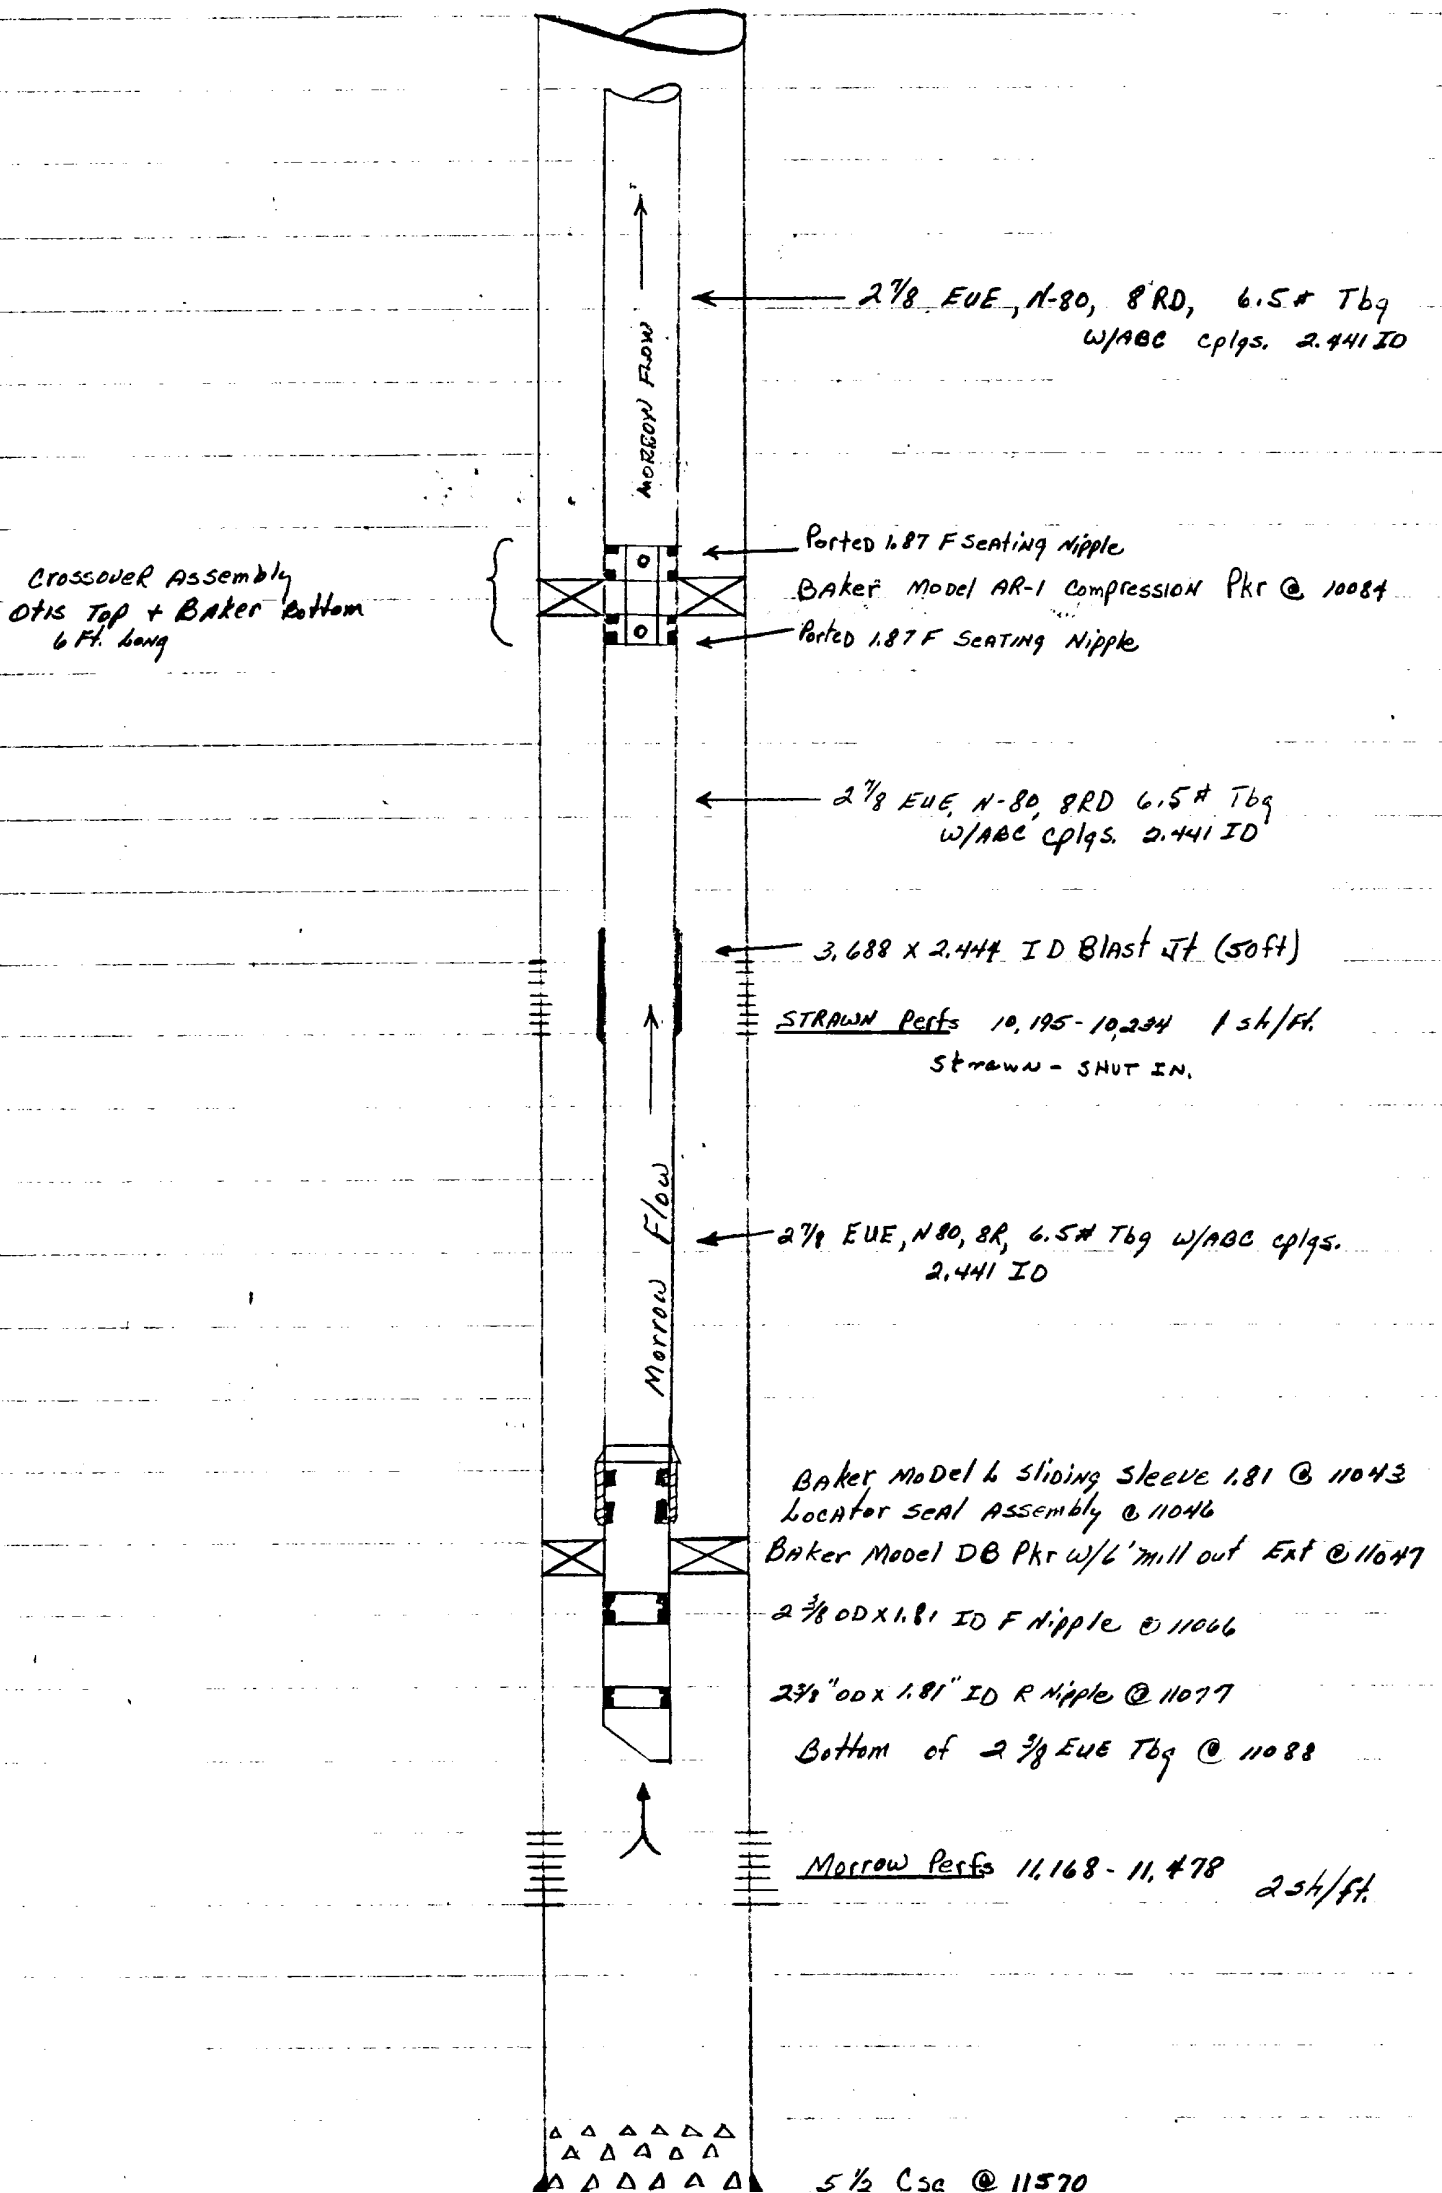 2 7/8 EUE, N-80, 8 RD, 6.5# Tbg
W/ABC cplgs. 2.441 ID
MORROW FLOW
Ported 1.87 F Seating Nipple
Crossover Assembly
Otis Top + Baker Bottom
6 Ft. Long
Baker Model AR-1 Compression Pkr @ 10084
Ported 1.87 F Seating Nipple
2 7/8 EUE, N-80, 8RD 6.5# Tbg
W/ABC cplgs. 2.441 ID
3.688 X 2.444 ID Blast Jt (50ft)
STRAWN Perfs 10,195-10,234 1 sh/Ft.
Strawn - SHUT IN.
Morrow Flow
2 7/8 EUE, N80, 8R, 6.5# Tbg W/ABC cplgs.
2.441 ID
Baker Model L Sliding Sleeve 1.81 @ 11043
Locator Seal Assembly @ 11046
Baker Model DB Pkr W/6' mill out Ext @ 11047
2 3/8 OD X 1.81 ID F Nipple @ 11066
2 3/8" OD X 1.81" ID R Nipple @ 11077
Bottom of 2 3/8 EUE Tbg @ 11088
Morrow Perfs 11,168-11,478 2 sh/ft.
5 1/2 Csg @ 11570